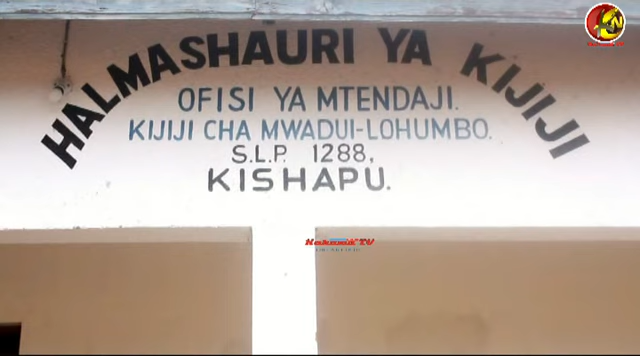 HALMASHAURI YA KIJIJI
OFISI YA MTENDAJI.
KIJIJI CHA MWADUI-LOHUMBO.
S.L.P. 1288,
KISHAPU.